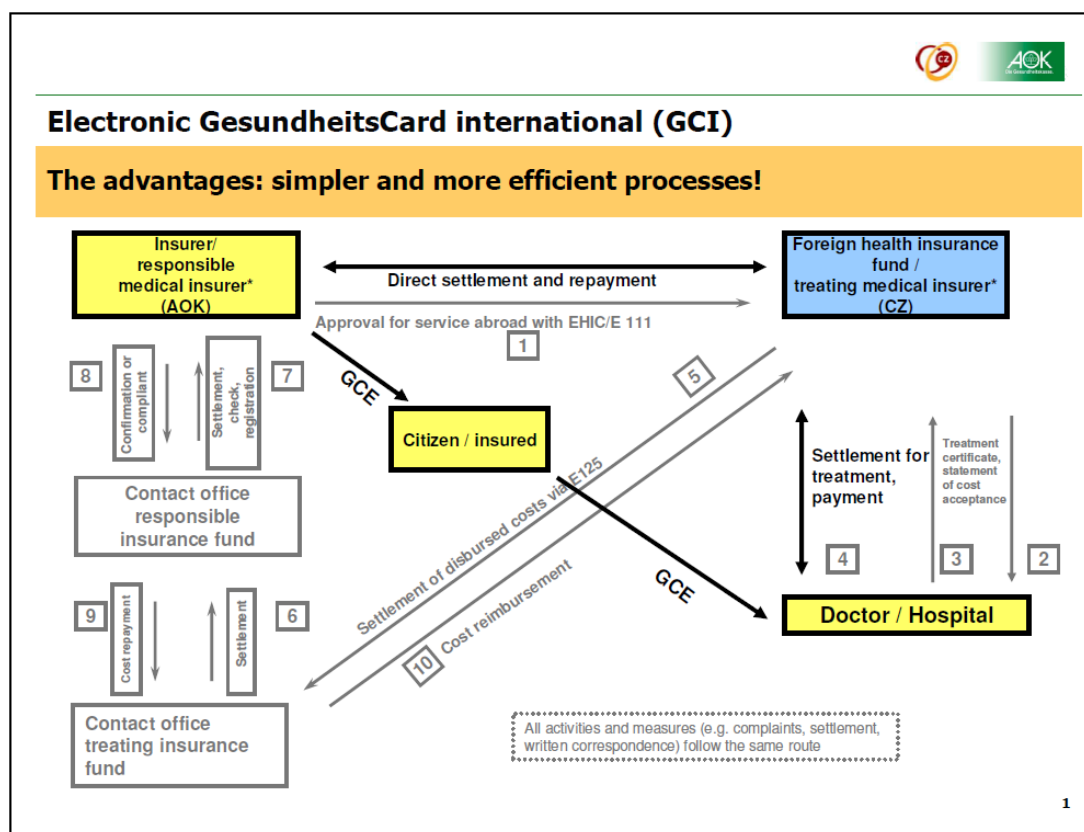 CZ
AOK
Die Gesundheitskasse.
Electronic GesundheitsCard international (GCI)
The advantages: simpler and more efficient processes!
Insurer/
responsible
medical insurer*
(AOK)
Direct settlement and repayment
Foreign health insurance
fund /
treating medical insurer*
(CZ)
Approval for service abroad with EHIC/E 111
1
8
Confirmation or
compliant
Settlement,
check,
registration
7
GCE
5
Citizen / insured
Settlement for
treatment,
payment
Treatment
certificate,
statement
of cost
acceptance
Contact office
responsible
insurance fund
Settlement of disbursed costs via E125
4
3
2
GCE
9
Cost repayment
Settlement
6
10
Cost reimbursement
Doctor / Hospital
Contact office
treating insurance
fund
All activities and measures (e.g. complaints, settlement,
written correspondence) follow the same route
1